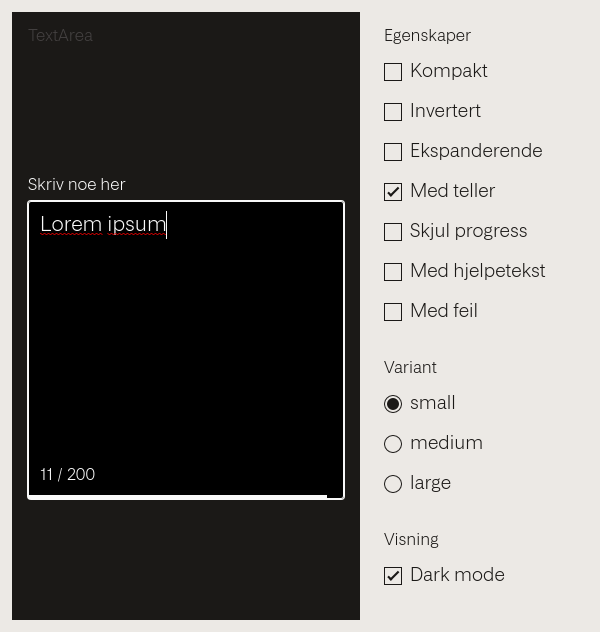 TextArea
Skriv noe her
Lorem ipsum
11 / 200
Egenskaper
Kompakt
Invertert
Ekspanderende
Med teller
Skjul progress
Med hjelpetekst
Med feil
Variant
small
medium
large
Visning
Dark mode